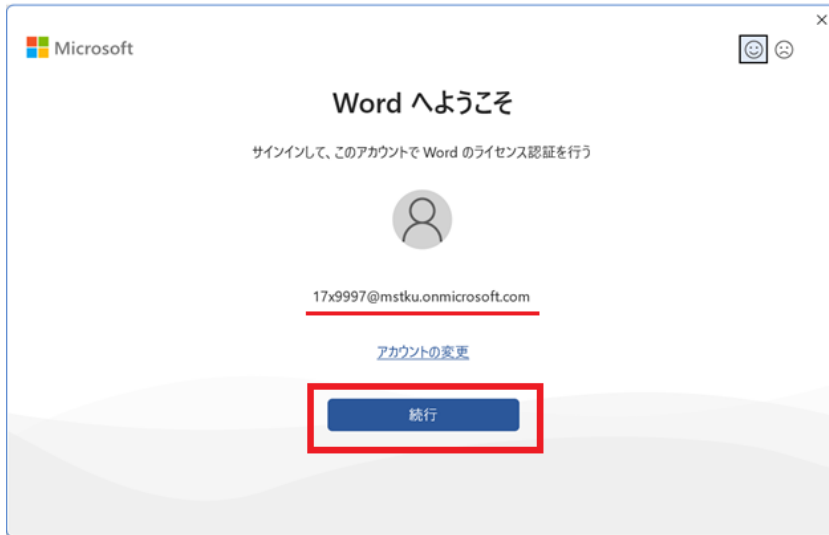 Microsoft
Word へようこそ
サインインして、このアカウントで Word のライセンス認証を行う
17x9997@mstku.onmicrosoft.com
アカウントの変更
続行